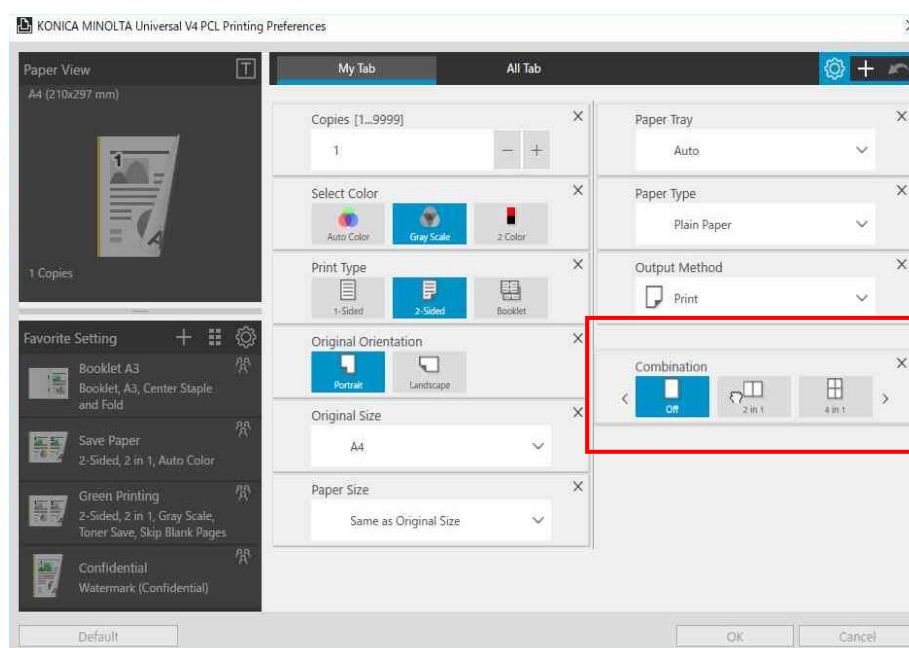 KONICA MINOLTA Universal V4 PCL Printing Preferences
Paper View
T
A4 (210x297 mm)
1
1 Copies
Favorite Setting
Booklet A3
Booklet, A3, Center Staple
and Fold
Save Paper
2-Sided, 2 in 1, Auto Color
Green Printing
2-Sided, 2 in 1, Gray Scale,
Toner Save, Skip Blank Pages
Confidential
Watermark (Confidential)
My Tab
All Tab
Copies [1...9999]
1
Select Color
Auto Color
Gray Scale
2 Color
Print Type
1-Sided
2-Sided
Booklet
Original Orientation
Portrait
Landscape
Original Size
A4
Paper Size
Same as Original Size
Paper Tray
Auto
Paper Type
Plain Paper
Output Method
Print
Combination
Off
2 in 1
4 in 1
Default
OK
Cancel